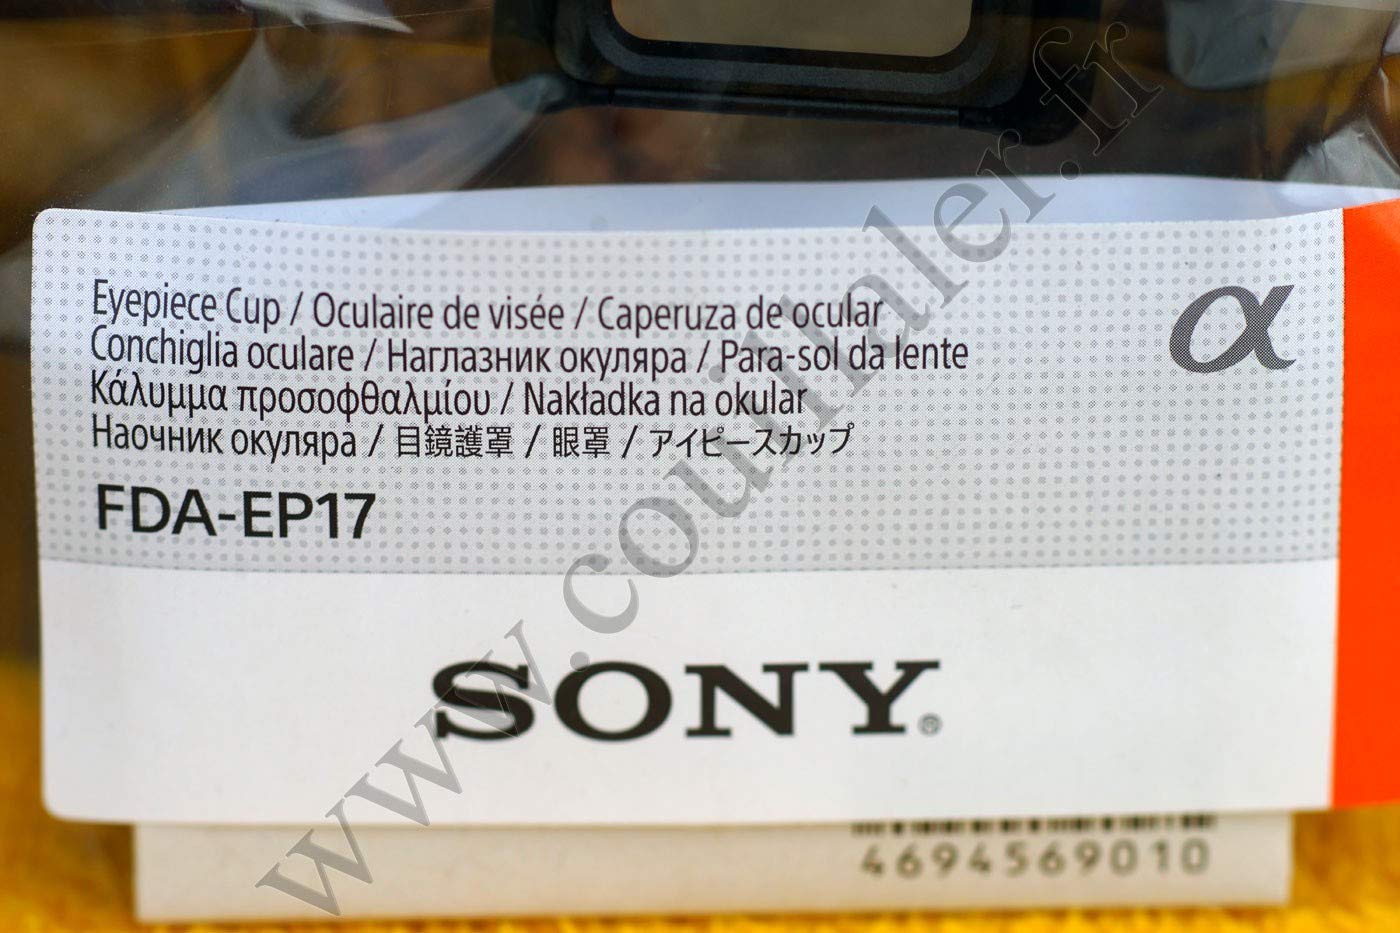 Eyepiece Cup / Oculaire de visée / Caperuza de ocular
Conchiglia oculare / Наглазник окуляра / Para-sol da lente
Κάλυμμα προσοφθαλμίου / Nakładka na okular
Наочник окуляра / 目鏡護罩 / 眼罩 / アイピースカップ
FDA-EP17
α
SONY®
4694569010
www.couilhaler.fr